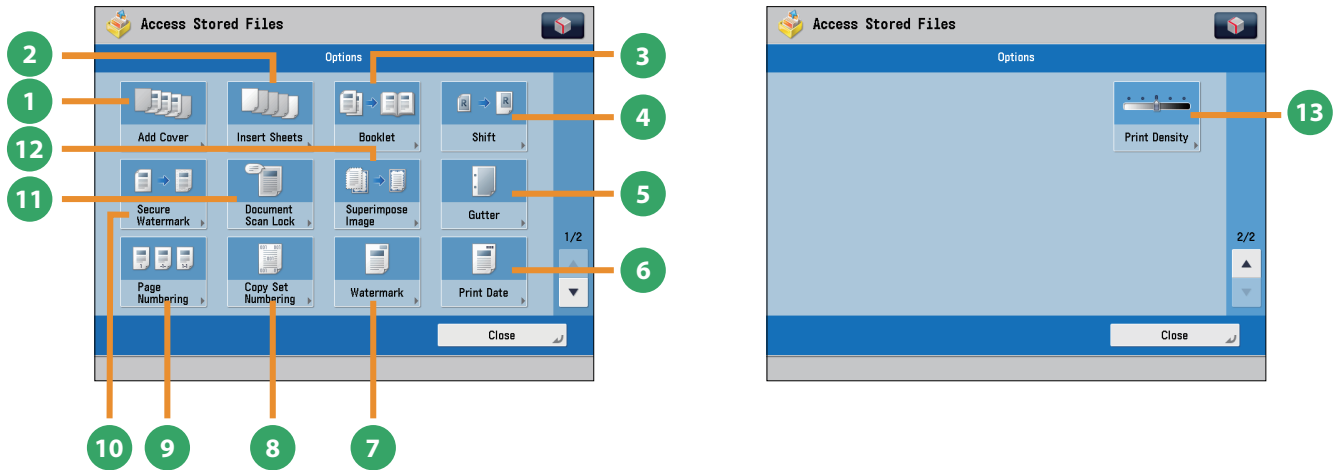 Access Stored Files
Options
2
3
1
4
Add Cover
Insert Sheets
Booklet
Shift
12
11
5
Secure
Watermark
Document
Scan Lock
Superimpose
Image
Gutter
1/2
6
Page
Numbering
Copy Set
Numbering
Watermark
Print Date
Close
10
9
8
7
Access Stored Files
Options
13
Print Density
2/2
Close